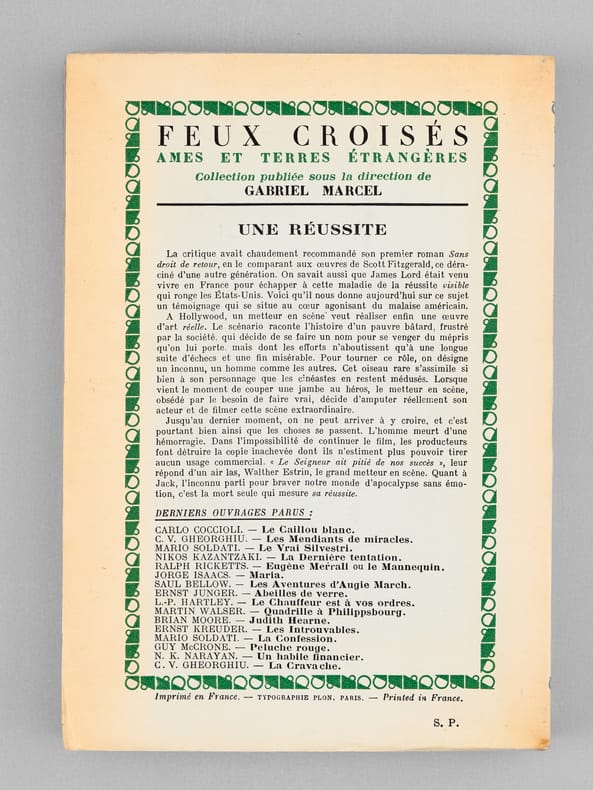 FEUX CROISÉS
AMES ET TERRES ÉTRANGÈRES
Collection publiée sous la direction de
GABRIEL MARCEL
UNE RÉUSSITE
La critique avait chaudement recommandé son premier roman Sans
droit de retour, en le comparant aux œuvres de Scott Fitzgerald, ce déra-
ciné d'une autre génération. On savait aussi que James Lord était venu
vivre en France pour échapper à cette maladie de la réussite visible
qui ronge les États-Unis. Voici qu'il nous donne aujourd'hui sur ce sujet
un témoignage qui se situe au cœur agonisant du malaise américain.
A Hollywood, un metteur en scène veut réaliser enfin une œuvre
d'art réelle. Le scénario raconte l'histoire d'un pauvre bâtard, frustré
par la société, qui décide de se faire un nom pour se venger du mépris
qu'on lui porte, mais dont les efforts n'aboutissent qu'à une longue
suite d'échecs et une fin misérable. Pour tourner ce rôle, on désigne
un inconnu, un homme comme les autres. Cet oiseau rare s'assimile si
bien à son personnage que les cinéastes en restent médusés. Lorsque
vient le moment de couper une jambe au héros, le metteur en scène,
obsédé par le besoin de faire vrai, décide d'amputer réellement son
acteur et de filmer cette scène extraordinaire.
Jusqu'au dernier moment, on ne peut arriver à y croire, et c'est
pourtant bien ainsi que les choses se passent. L'homme meurt d'une
hémorragie. Dans l'impossibilité de continuer le film, les producteurs
font détruire la copie inachevée dont ils n'estiment plus pouvoir tirer
aucun usage commercial. « Le Seigneur ait pitié de nos succès », leur
répond d'un air las, Walther Estrin, le grand metteur en scène. Quant à
Jack, l'inconnu parti pour braver notre monde d'apocalypse sans émo-
tion, c'est la mort seule qui mesure sa réussite.
DERNIERS OUVRAGES PARUS :
CARLO COCCIOLI. — Le Caillou blanc.
C. V. GHEORGHIU. — Les Mendiants de miracles.
MARIO SOLDATI. — Le Vrai Silvestri.
NIKOS KAZANTZAKI. — La Dernière tentation.
RALPH RICKETTS. — Eugène Merrall ou le Mannequin.
JORGE ISAACS. — Maria.
SAUL BELLOW. — Les Aventures d'Augie March.
ERNST JUNGER. — Abeilles de verre.
L.-P. HARTLEY. — Le Chauffeur est à vos ordres.
MARTIN WALSER. — Quadrille à Philippsbourg.
BRIAN MOORE. — Judith Hearne.
ERNST KREUDER. — Les Introuvables.
MARIO SOLDATI. — La Confession.
GUY McCRONE. — Peluche rouge.
N. K. NARAYAN. — Un habile financier.
C. V. GHEORGHIU. — La Cravache.
Imprimé en France. — TYPOGRAPHIE PLON, PARIS. — Printed in France.
S. P.